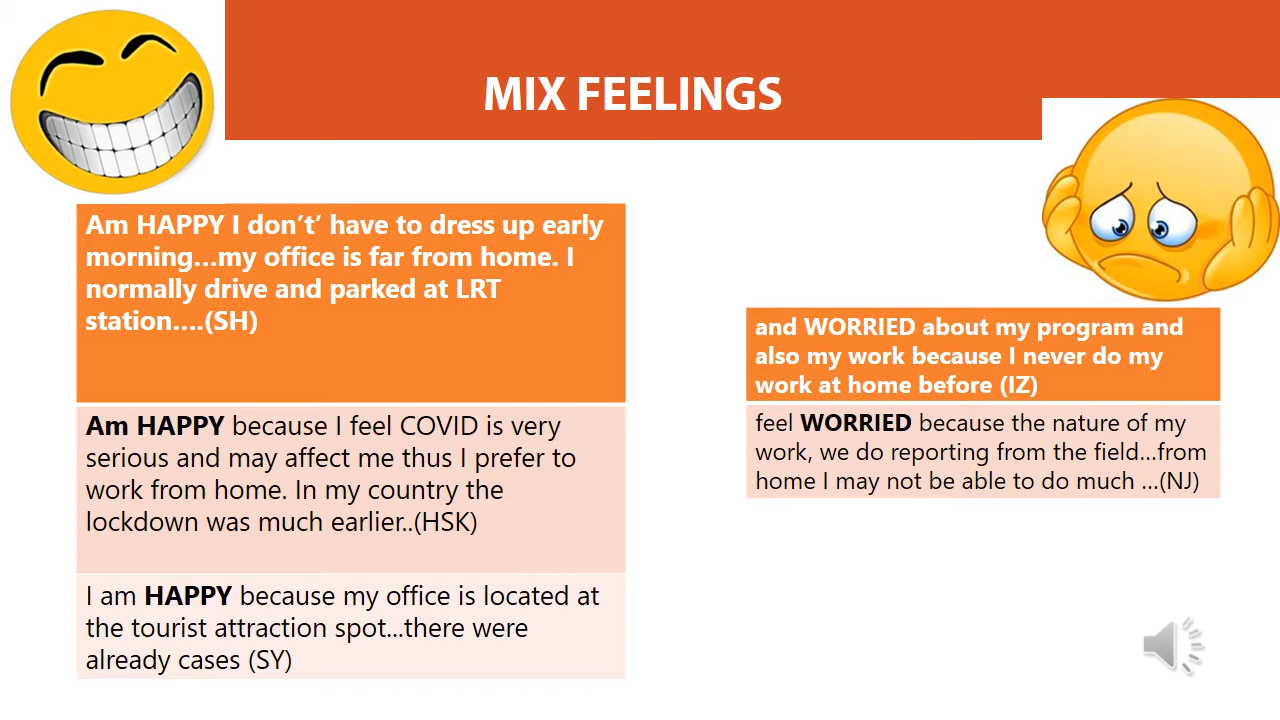 MIX FEELINGS
Am HAPPY I don’t’ have to dress up early
morning…my office is far from home. I
normally drive and parked at LRT
station….(SH)
Am HAPPY because I feel COVID is very
serious and may affect me thus I prefer to
work from home. In my country the
lockdown was much earlier..(HSK)
I am HAPPY because my office is located at
the tourist attraction spot…there were
already cases (SY)
and WORRIED about my program and
also my work because I never do my
work at home before (IZ)
feel WORRIED because the nature of my
work, we do reporting from the field…from
home I may not be able to do much …(NJ)